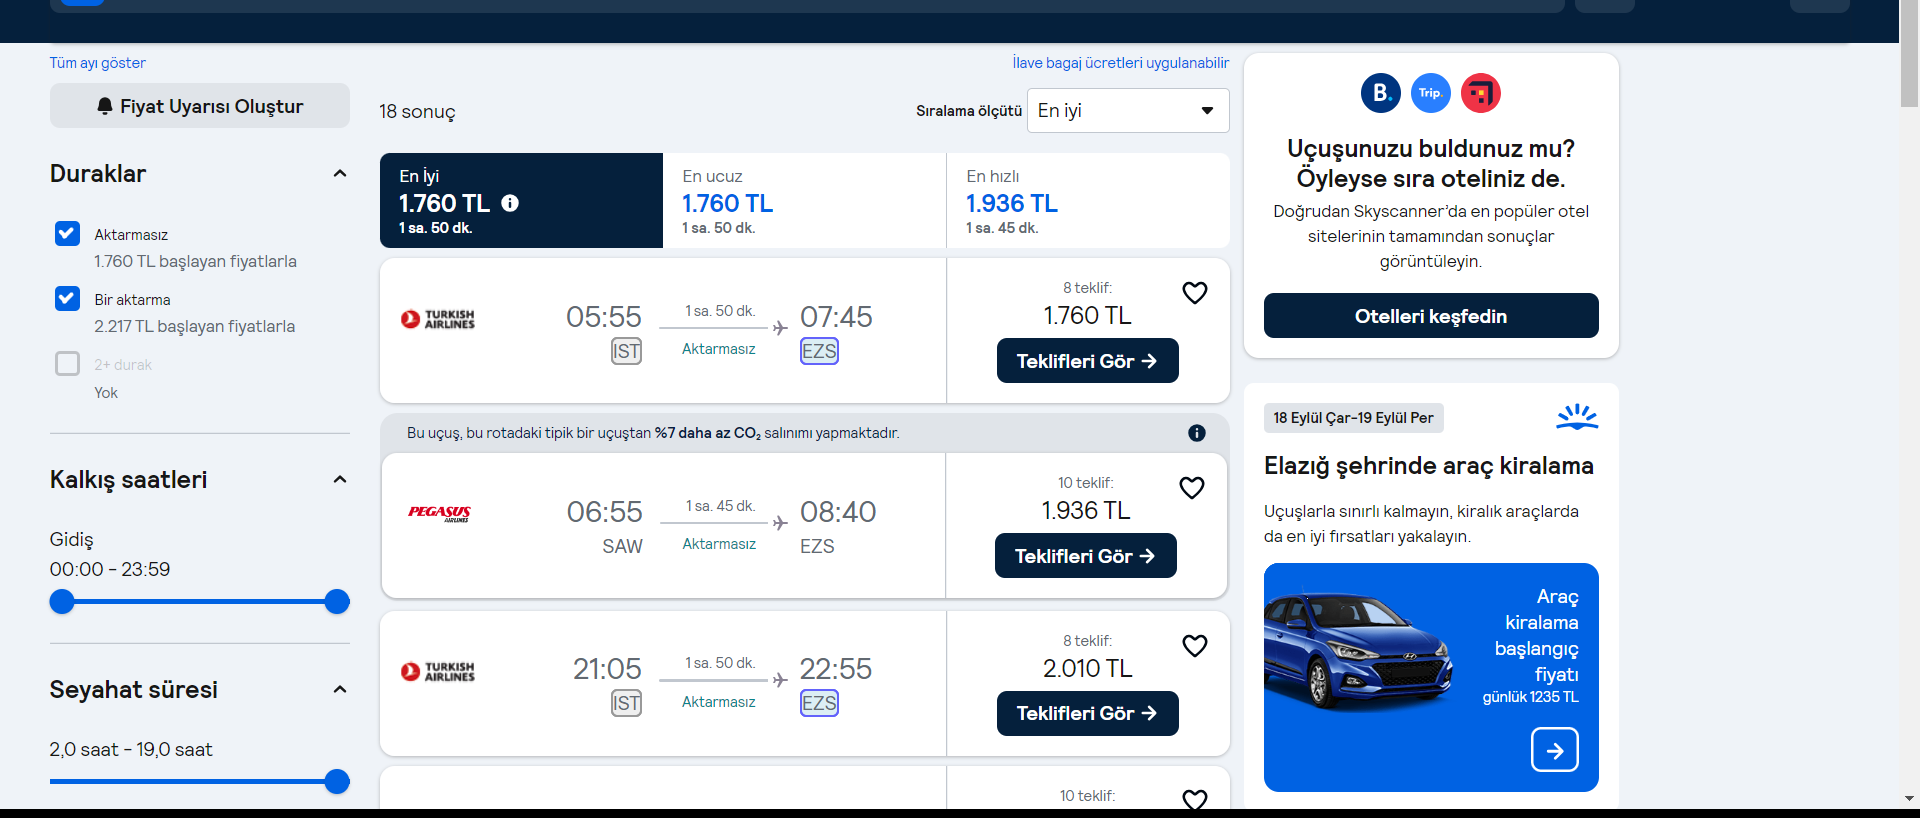 Tüm ayı göster
İlave bagaj ücretleri uygulanabilir
Fiyat Uyarısı Oluştur
18 sonuç
Sıralama ölçütü
En iyi
Duraklar
Aktarmasız
1.760 TL başlayan fiyatlarla
Bir aktarma
2.217 TL başlayan fiyatlarla
2+ durak
Yok
Kalkış saatleri
Gidiş
00:00 - 23:59
Seyahat süresi
2,0 saat - 19,0 saat
En İyi
1.760 TL
1 sa. 50 dk.
En ucuz
1.760 TL
1 sa. 50 dk.
En hızlı
1.936 TL
1 sa. 45 dk.
TURKISH
AIRLINES
05:55
IST
1 sa. 50 dk.
Aktarmasız
07:45
EZS
8 teklif:
1.760 TL
Teklifleri Gör →
Bu uçuş, bu rotadaki tipik bir uçuştan %7 daha az CO₂ salınımı yapmaktadır.
PEGASUS
AIRLINES
06:55
SAW
1 sa. 45 dk.
Aktarmasız
08:40
EZS
10 teklif:
1.936 TL
Teklifleri Gör →
TURKISH
AIRLINES
21:05
IST
1 sa. 50 dk.
Aktarmasız
22:55
EZS
8 teklif:
2.010 TL
Teklifleri Gör →
10 teklif:
B.
Trip.
Uçuşunuzu buldunuz mu?
Öyleyse sıra oteliniz de.
Doğrudan Skyscanner’da en popüler otel
sitelerinin tamamından sonuçlar
görüntüleyin.
Otelleri keşfedin
18 Eylül Çar-19 Eylül Per
Elazığ şehrinde araç kiralama
Uçuşlarla sınırlı kalmayın, kiralık araçlarda
da en iyi fırsatları yakalayın.
Araç
kiralama
başlangıç
fiyatı
günlük 1235 TL